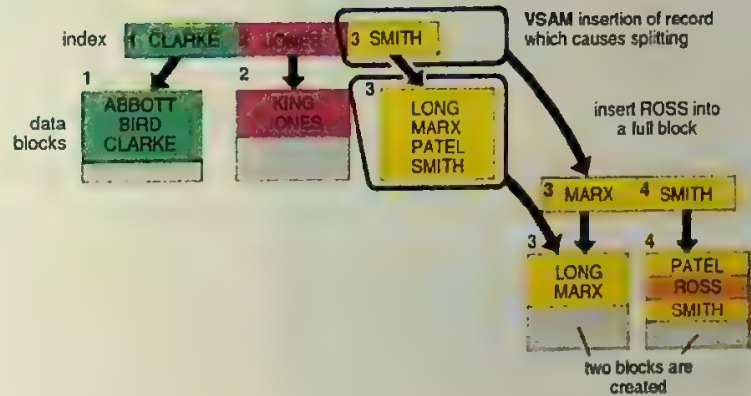 VSAM insertion of record
which causes splitting
index 1 CLARKE 2 JONES 3 SMITH
1
2
3
data
blocks
ABBOTT
BIRD
CLARKE
KING
JONES
LONG
MARX
PATEL
SMITH
insert ROSS into
a full block
3 MARX 4 SMITH
3
4
LONG
MARX
PATEL
ROSS
SMITH
two blocks are
created